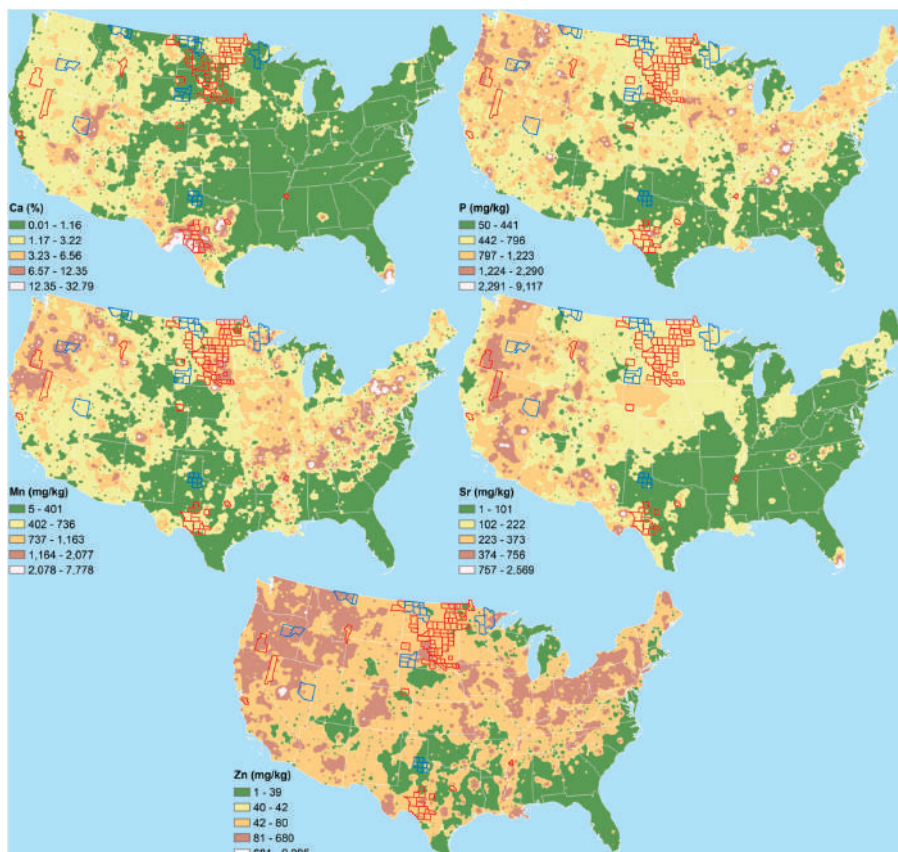 Ca (%)
0.01 - 1.16
1.17 - 3.22
3.23 - 6.56
6.57 - 12.35
12.35 - 32.79
P (mg/kg)
50 - 441
442 - 796
797 - 1,223
1,224 - 2,290
2,291 - 9,117
Mn (mg/kg)
5 - 401
402 - 736
737 - 1,163
1,164 - 2,077
2,078 - 7,778
Sr (mg/kg)
1 - 101
102 - 222
223 - 373
374 - 756
757 - 2,569
Zn (mg/kg)
1 - 39
40 - 42
42 - 80
81 - 680